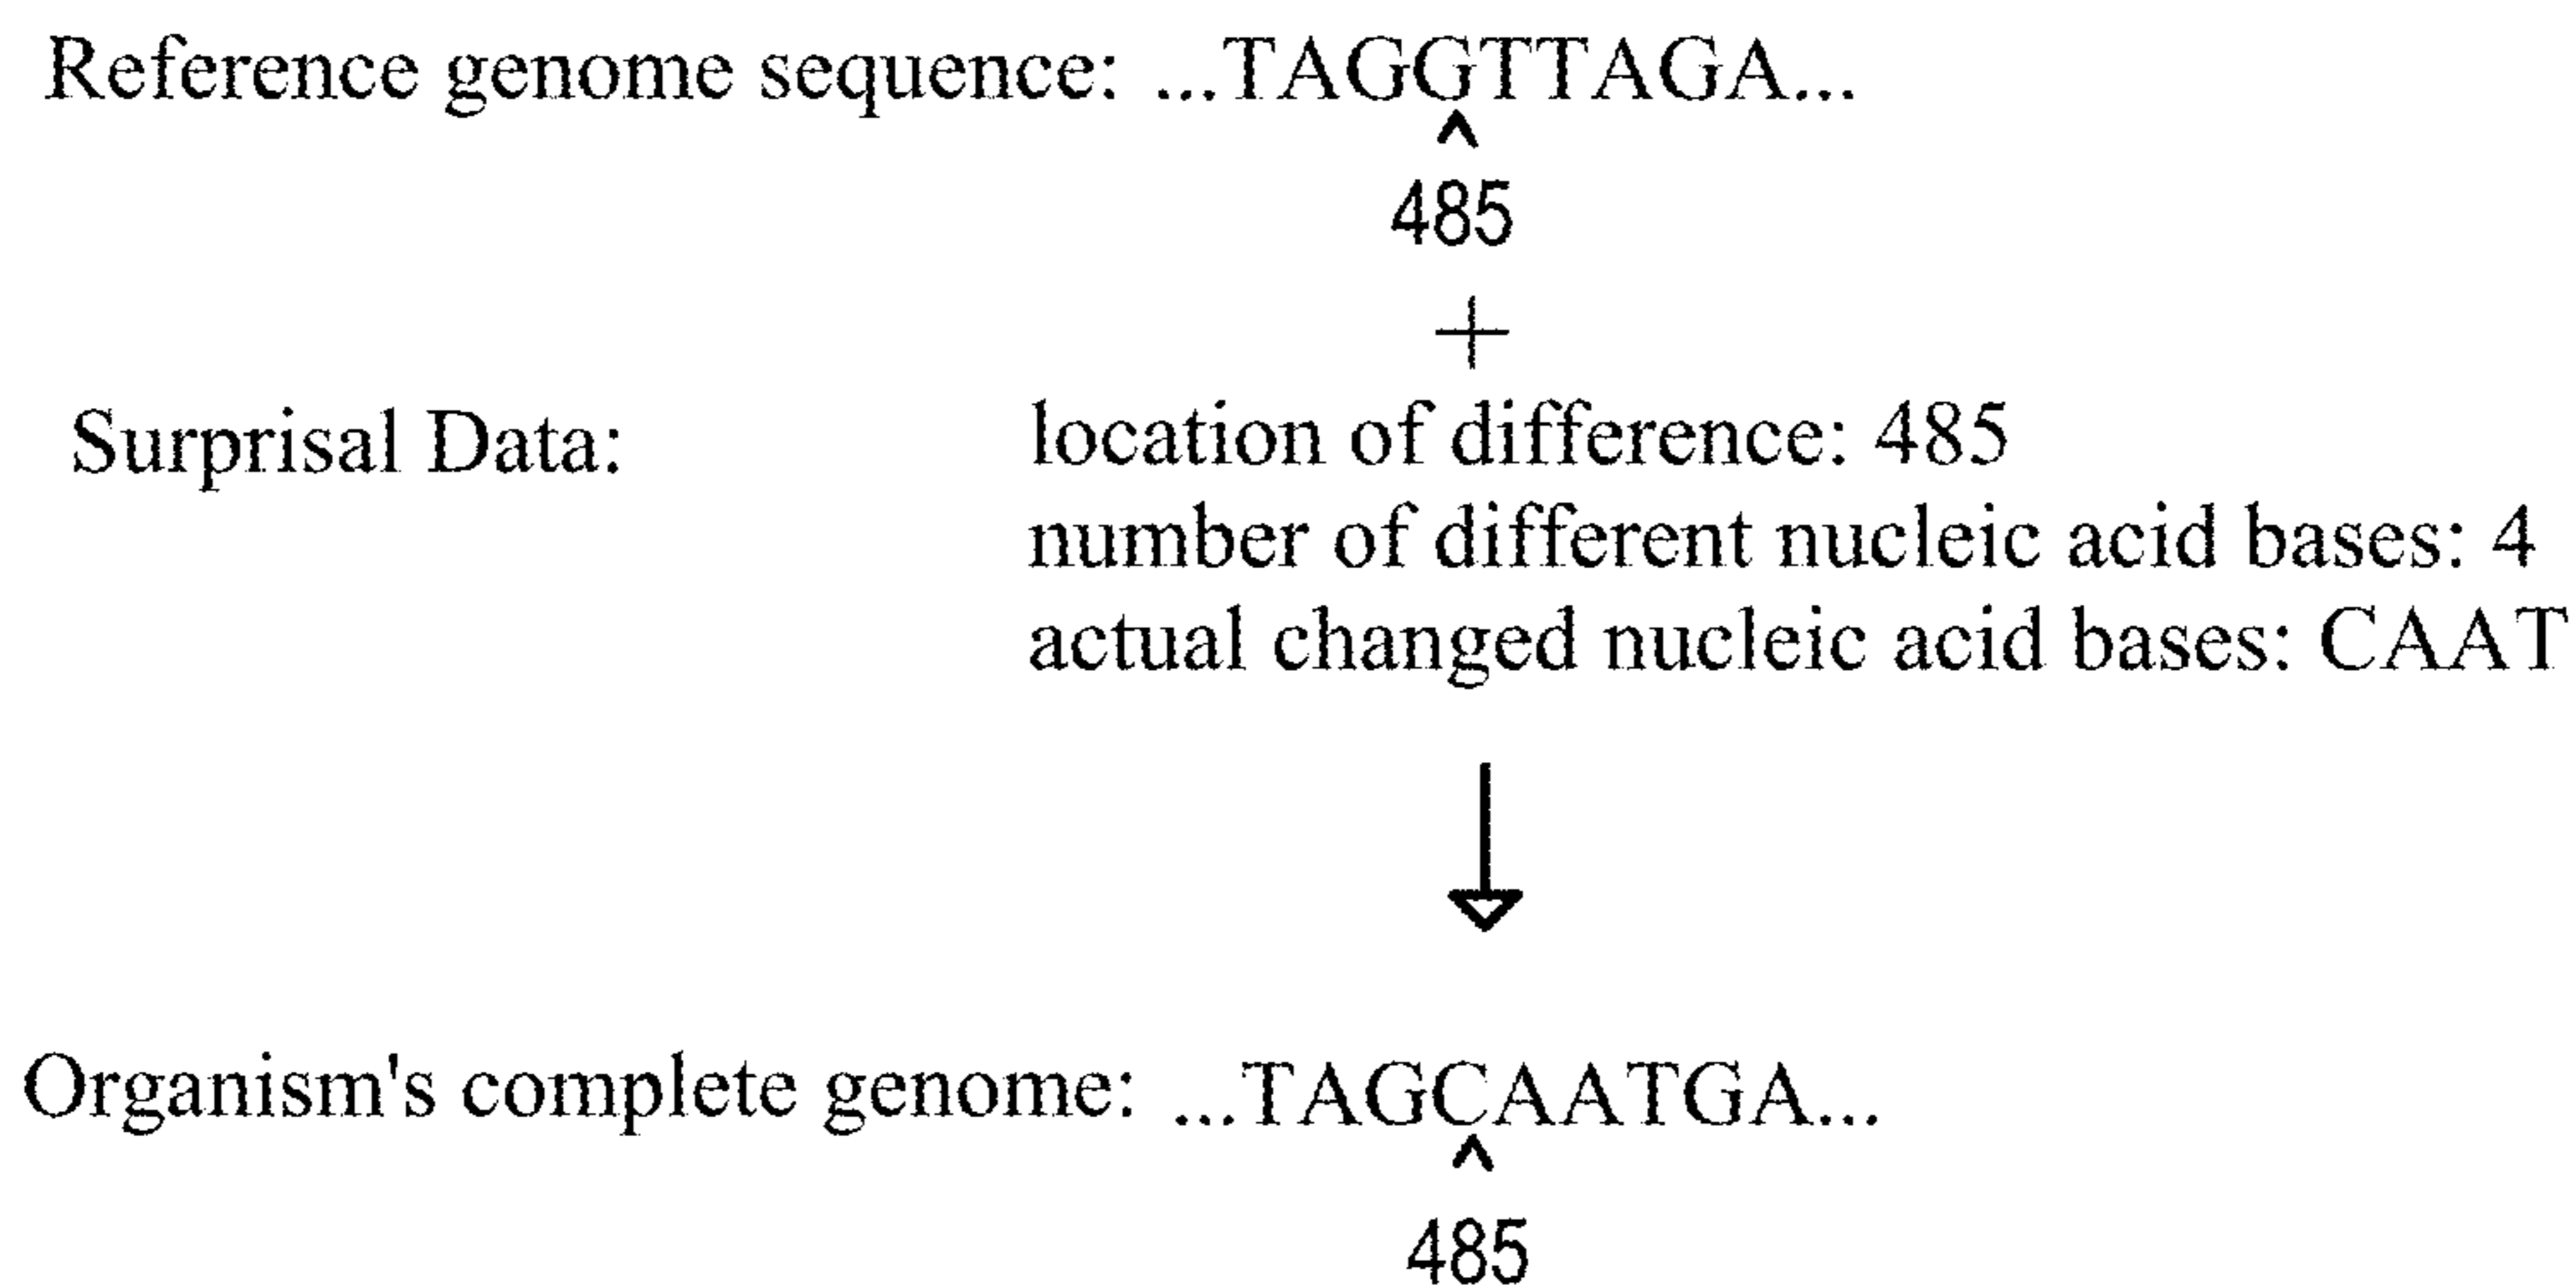 Reference genome sequence: ...TAGGTTAGA...
^
485
+
Surprisal Data: location of difference: 485
number of different nucleic acid bases: 4
actual changed nucleic acid bases: CAAT
Organism's complete genome: ...TAGCAATGA...
^
485